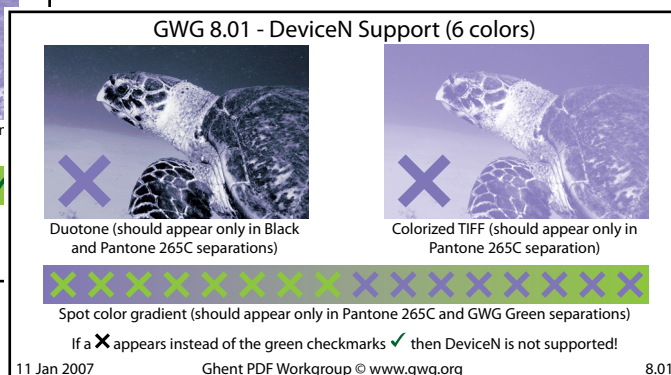 GWG 8.01 - DeviceN Support (6 colors)
Duotone (should appear only in Black
and Pantone 265C separations)
Colorized TIFF (should appear only in
Pantone 265C separation)
Spot color gradient (should appear only in Pantone 265C and GWG Green separations)
If a ✕ appears instead of the green checkmarks ✓ then DeviceN is not supported!
11 Jan 2007 Ghent PDF Workgroup © www.gwg.org 8.01